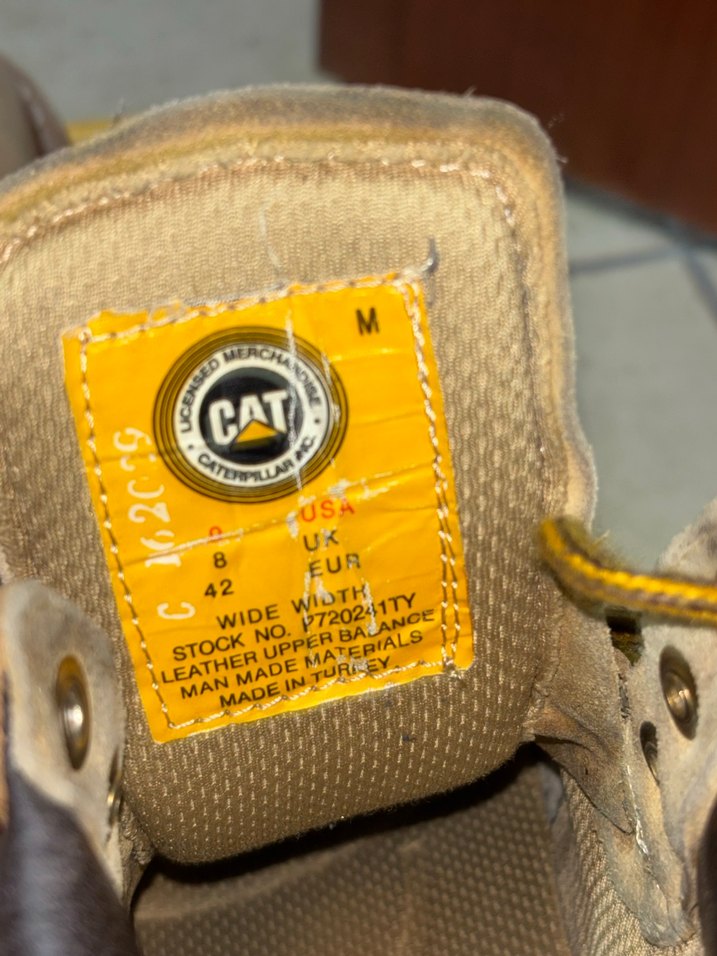 M
LICENSED MERCHANDISE
CAT
CATERPILLAR INC.
9 USA
8 UK
42 EUR
WIDE WIDTH
STOCK NO. P720241TY
LEATHER UPPER BALANCE
MAN MADE MATERIALS
MADE IN TURKEY